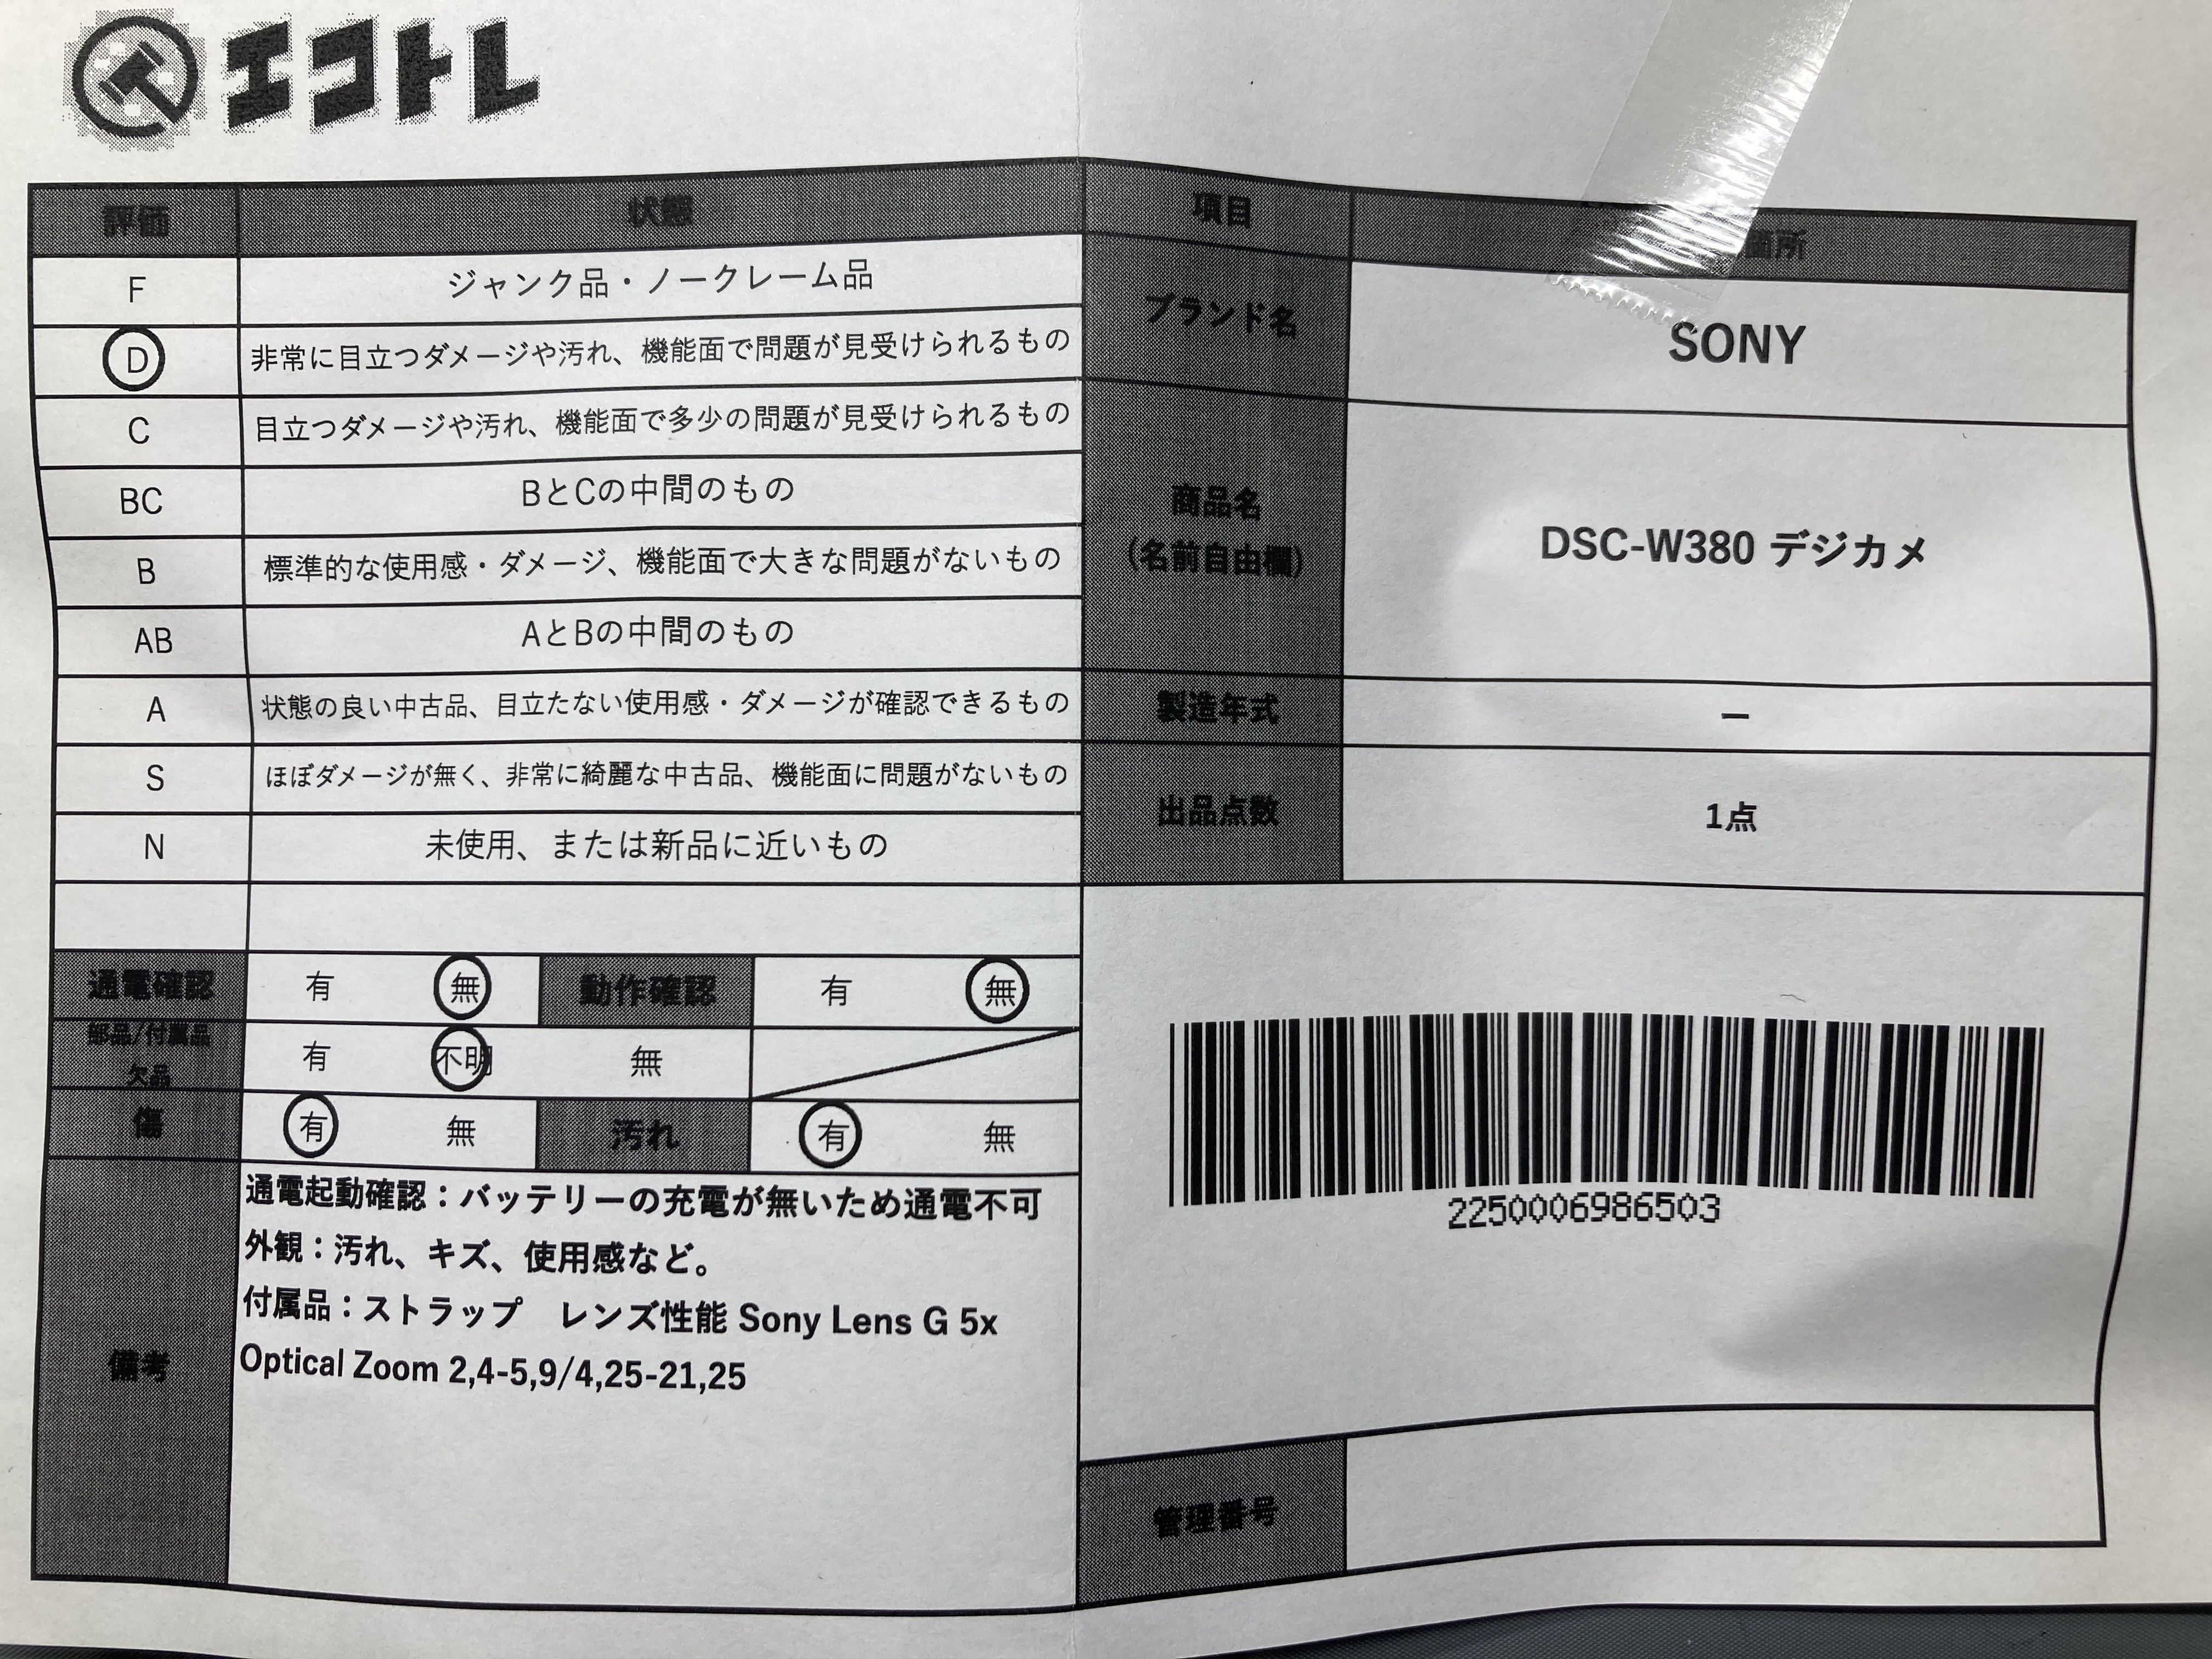 エコトレ
評価 状態
F ジャンク品・ノークレーム品
D 非常に目立つダメージや汚れ、機能面で問題が見受けられるもの
C 目立つダメージや汚れ、機能面で多少の問題が見受けられるもの
BC BとCの中間のもの
B 標準的な使用感・ダメージ、機能面で大きな問題がないもの
AB AとBの中間のもの
A 状態の良い中古品、目立たない使用感・ダメージが確認できるもの
S ほぼダメージが無く、非常に綺麗な中古品、機能面に問題がないもの
N 未使用、または新品に近いもの
通電確認 有 無 動作確認 有 無
部品/付属品
欠品 有 不明 無
傷 有 無 汚れ 有 無
備考
通電起動確認：バッテリーの充電が無いため通電不可
外観：汚れ、キズ、使用感など。
付属品：ストラップ　レンズ性能 Sony Lens G 5x
Optical Zoom 2,4-5,9/4,25-21,25
項目 箇所
ブランド名 SONY
商品名
(名前自由欄) DSC-W380 デジカメ
製造年式 ー
出品点数 1点
2250006986503
管理番号